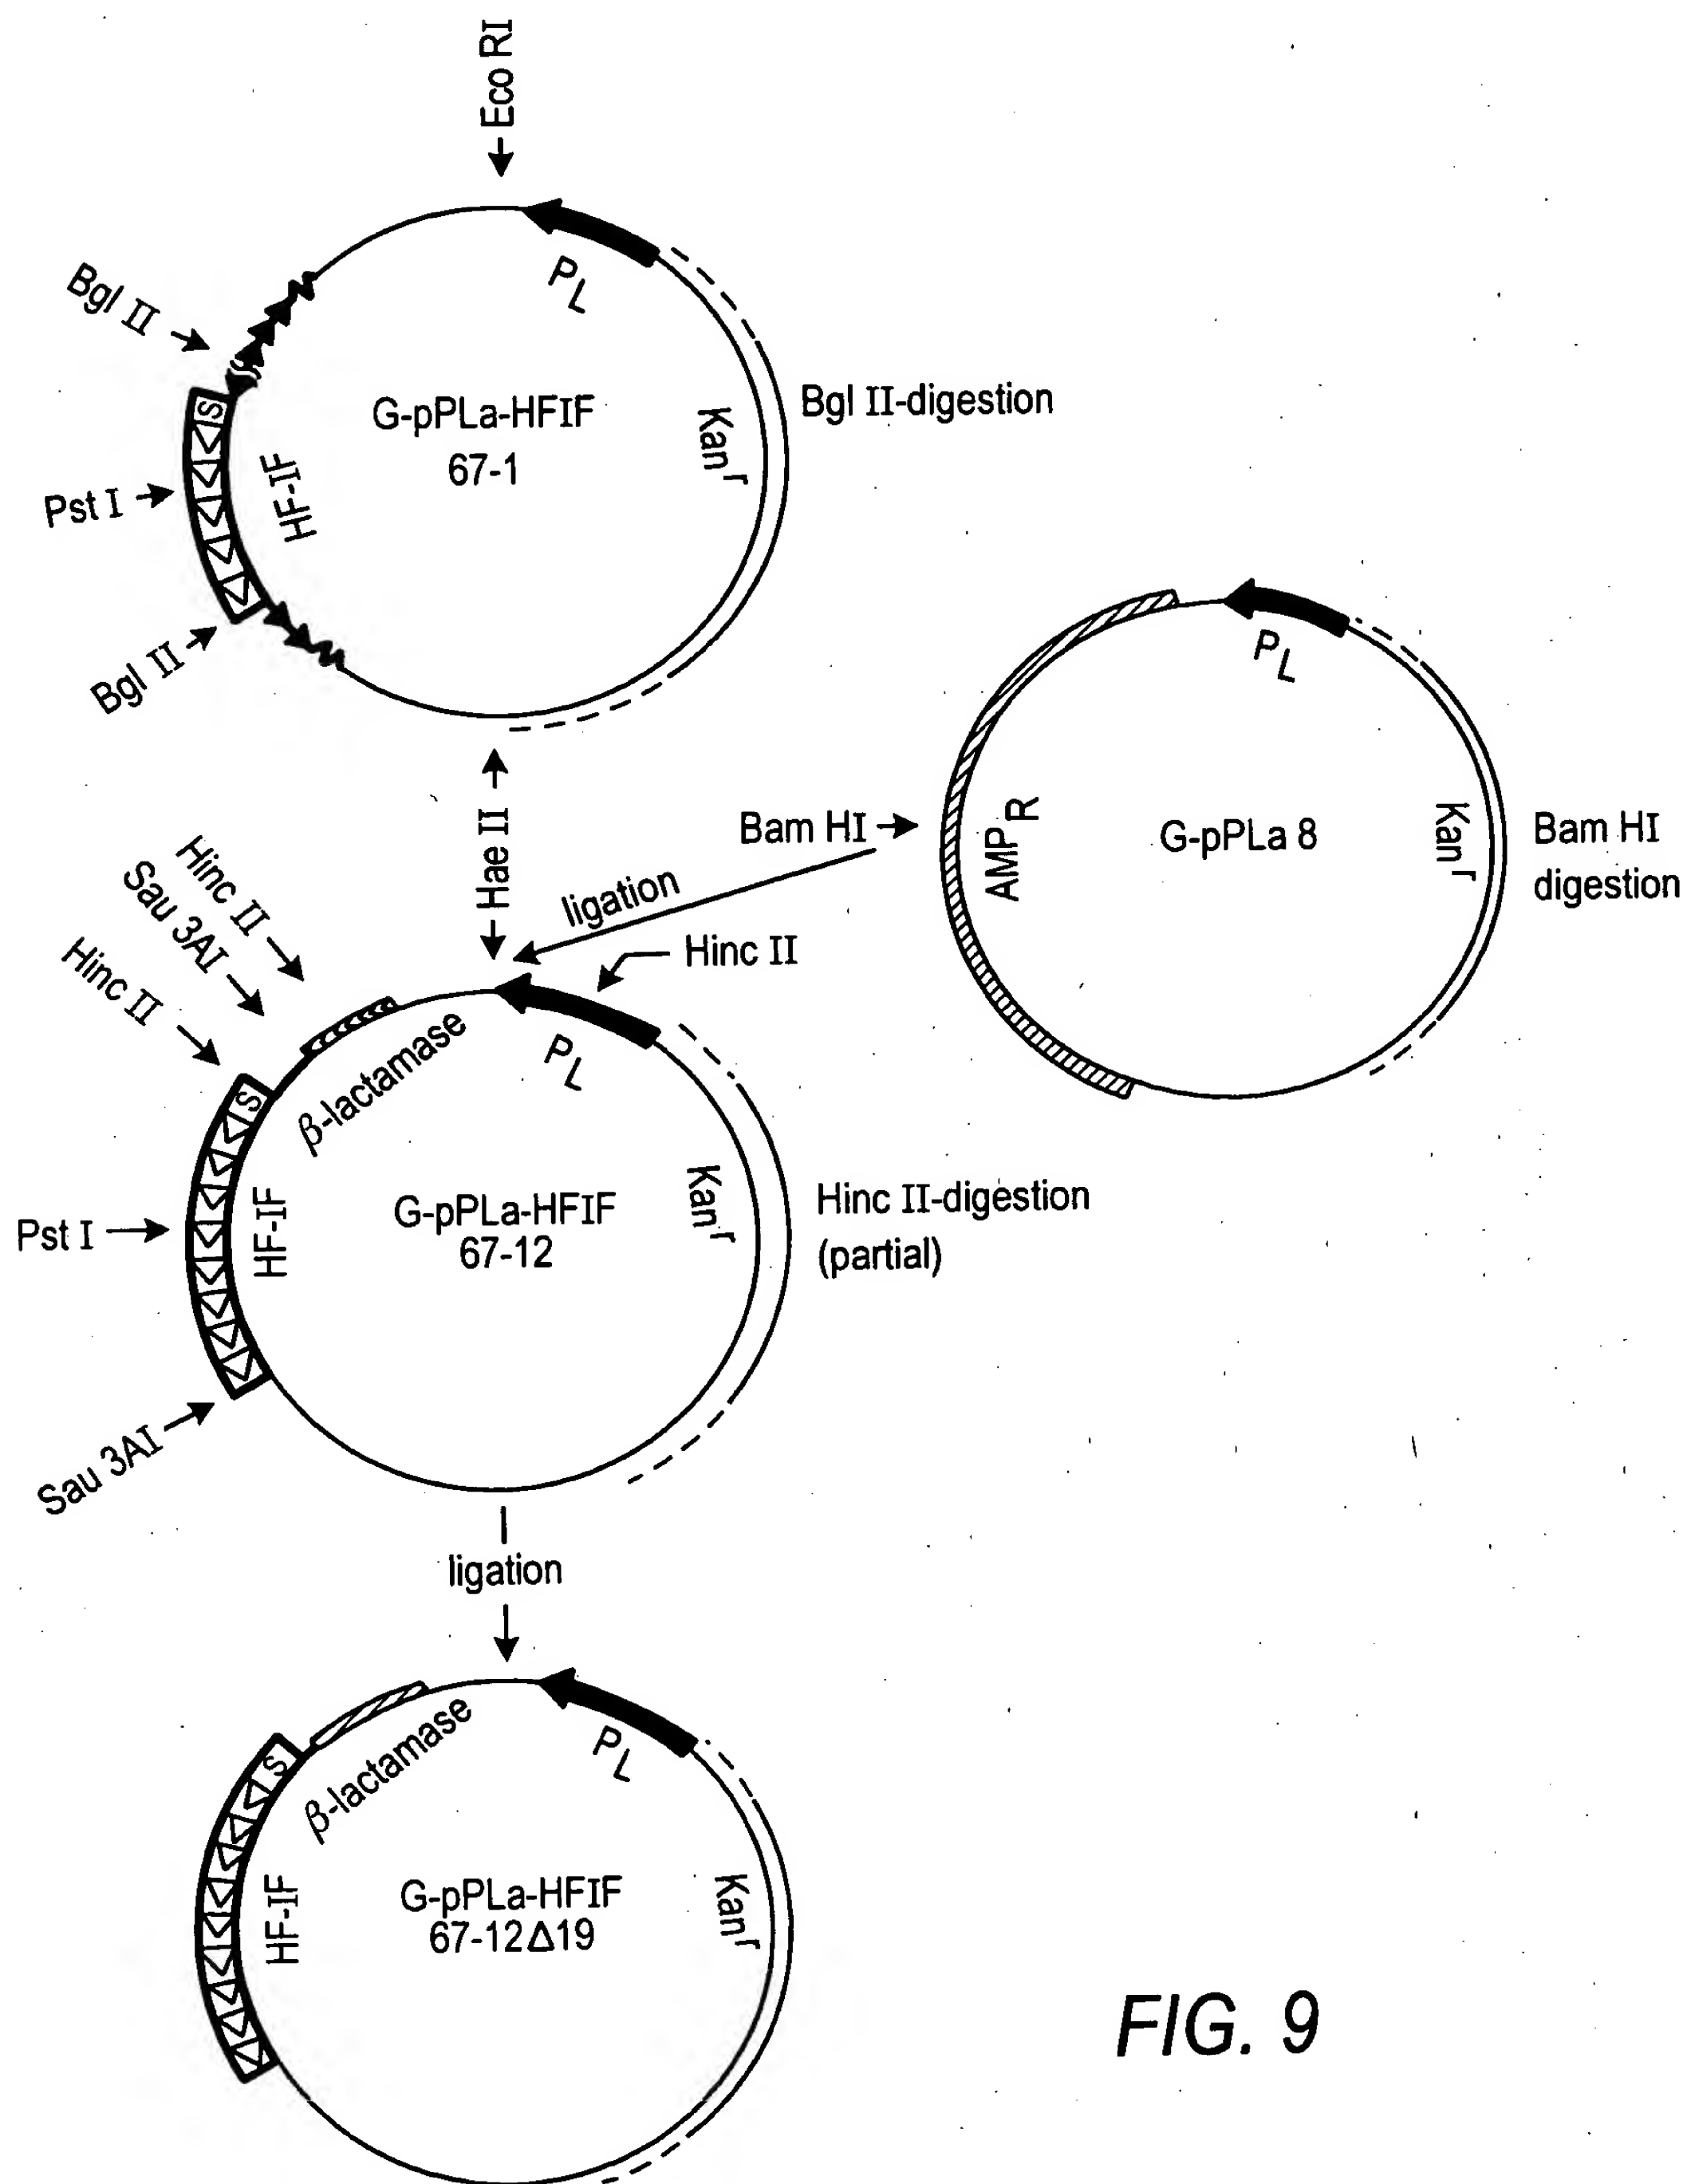 Eco RI
Bgl II
PL
G-pPLa-HFIF
67-1
Kanr
Bgl II-digestion
Pst I
HF-IF
S
Bgl II
Hae II
PL
Bam HI
AMPR
G-pPLa 8
Kanr
Bam HI
digestion
ligation
Hinc II
Sau 3AI
Hinc II
Hinc II
PL
β-lactamase
S
Pst I
HF-IF
G-pPLa-HFIF
67-12
Kanr
Hinc II-digestion
(partial)
Sau 3AI
ligation
PL
β-lactamase
S
HF-IF
G-pPLa-HFIF
67-12Δ19
Kanr
FIG. 9